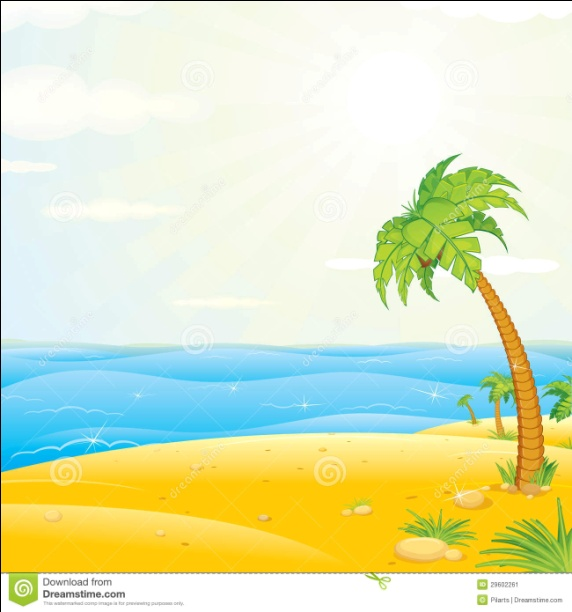 Download from
Dreamstime.com
This watermarked comp image is for previewing purposes only.
29602261
Pilarts | Dreamstime.com